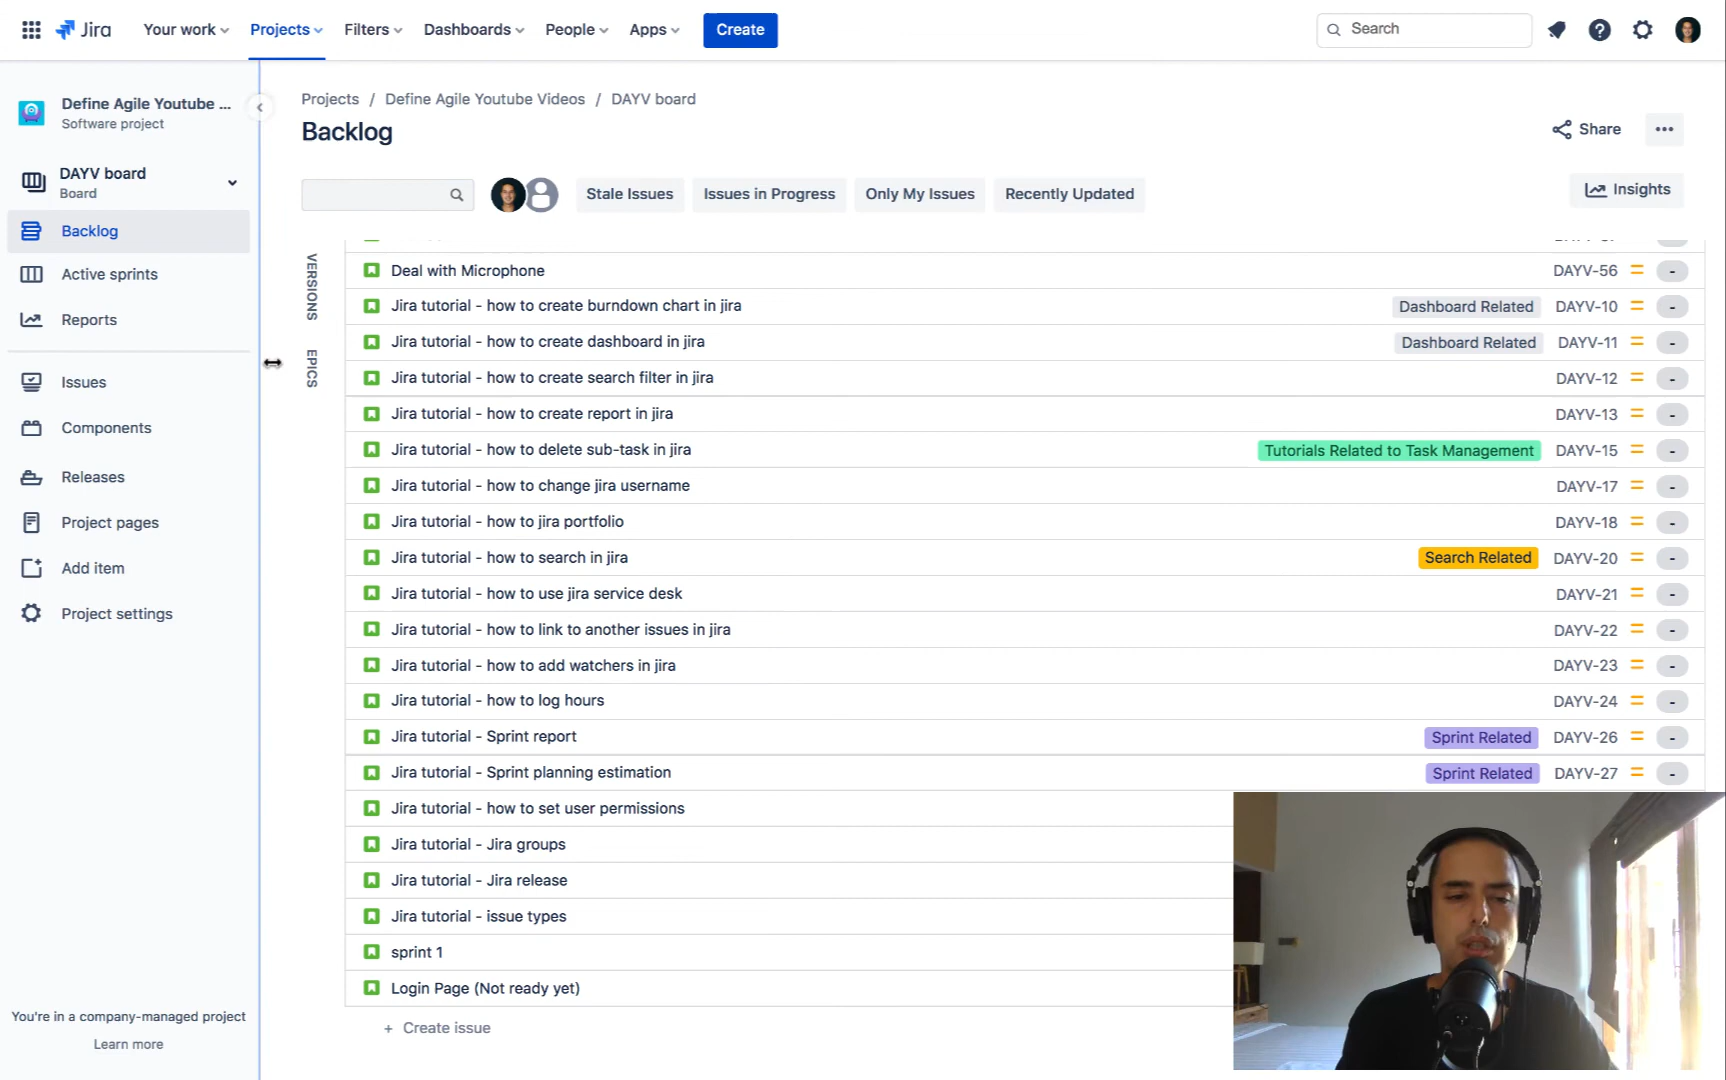 Jira Your work Projects Filters Dashboards People Apps Create Search
Define Agile Youtube ...
Software project
DAYV board
Board
Backlog
Active sprints
Reports
Issues
Components
Releases
Project pages
Add item
Project settings
You're in a company-managed project
Learn more
Projects / Define Agile Youtube Videos / DAYV board
Backlog
Share
Stale Issues Issues in Progress Only My Issues Recently Updated Insights
VERSIONS
EPICS
Deal with Microphone DAYV-56 -
Jira tutorial - how to create burndown chart in jira Dashboard Related DAYV-10 -
Jira tutorial - how to create dashboard in jira Dashboard Related DAYV-11 -
Jira tutorial - how to create search filter in jira DAYV-12 -
Jira tutorial - how to create report in jira DAYV-13 -
Jira tutorial - how to delete sub-task in jira Tutorials Related to Task Management DAYV-15 -
Jira tutorial - how to change jira username DAYV-17 -
Jira tutorial - how to jira portfolio DAYV-18 -
Jira tutorial - how to search in jira Search Related DAYV-20 -
Jira tutorial - how to use jira service desk DAYV-21 -
Jira tutorial - how to link to another issues in jira DAYV-22 -
Jira tutorial - how to add watchers in jira DAYV-23 -
Jira tutorial - how to log hours DAYV-24 -
Jira tutorial - Sprint report Sprint Related DAYV-26 -
Jira tutorial - Sprint planning estimation Sprint Related DAYV-27 -
Jira tutorial - how to set user permissions
Jira tutorial - Jira groups
Jira tutorial - Jira release
Jira tutorial - issue types
sprint 1
Login Page (Not ready yet)
+ Create issue